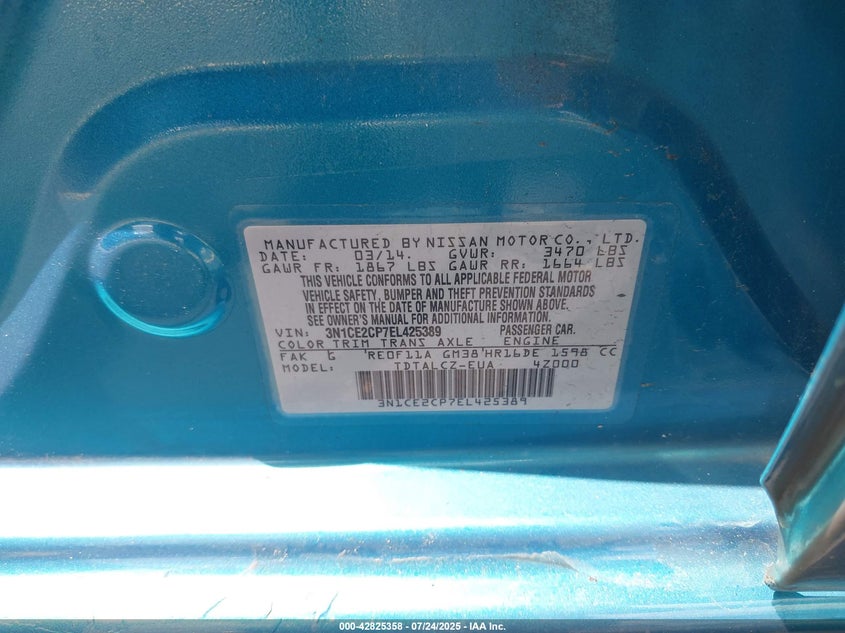 MANUFACTURED BY NISSAN MOTOR CO., LTD.
DATE: 03/14. GVWR: 3470 LBS
GAWR FR: 1867 LBS GAWR RR: 1664 LBS
THIS VEHICLE CONFORMS TO ALL APPLICABLE FEDERAL MOTOR
VEHICLE SAFETY, BUMPER AND THEFT PREVENTION STANDARDS
IN EFFECT ON THE DATE OF MANUFACTURE SHOWN ABOVE.
SEE OWNER'S MANUAL FOR ADDITIONAL INFORMATION.
VIN: 3N1CE2CP7EL425389 PASSENGER CAR.
COLOR TRIM TRANS AXLE ENGINE
FAK G 'RE0F11A GM38'HR16DE 1598 CC
MODEL: TDTALCZ-EUA 42000
3N1CE2CP7EL425389
000-42825358 - 07/24/2025 - IAA Inc.